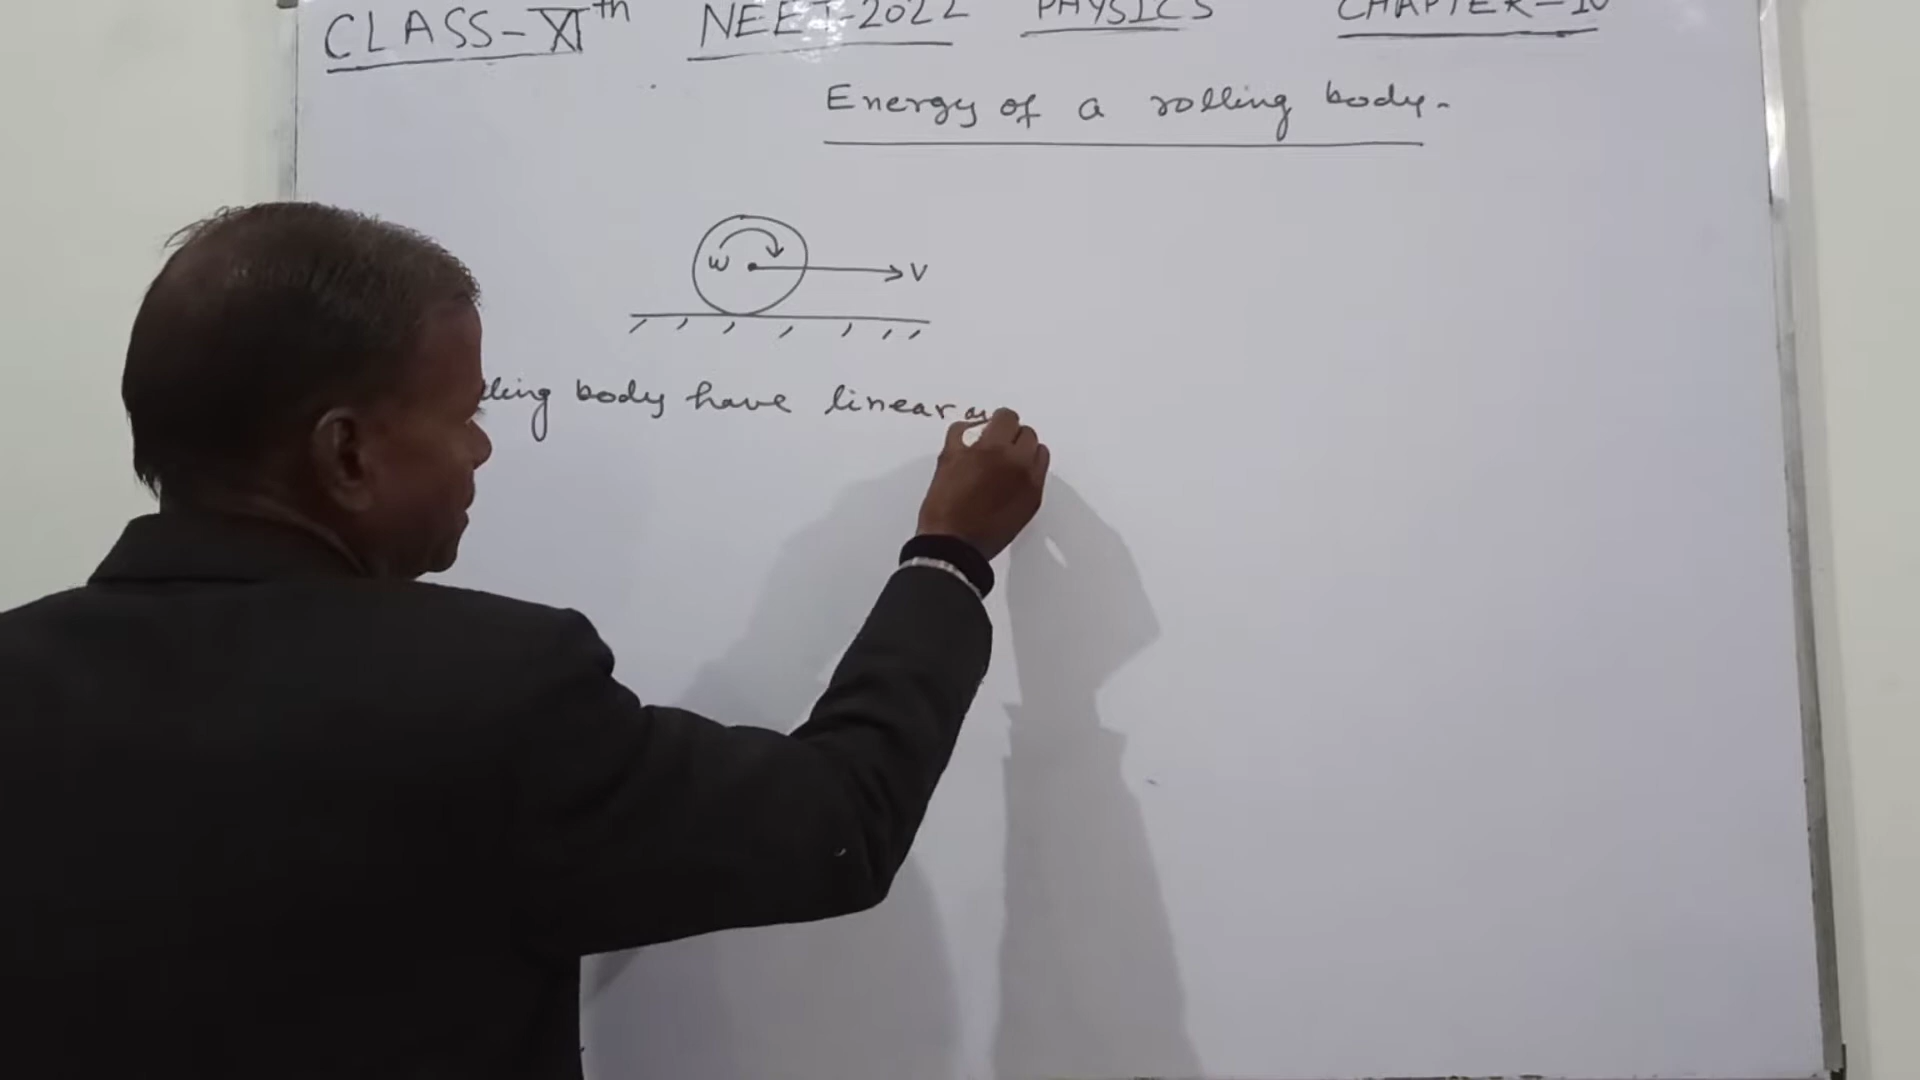 CLASS-XIth NEET-2022 PHYSICS CHAPTER-10
Energy of a rolling body.
ω
V
body have linear